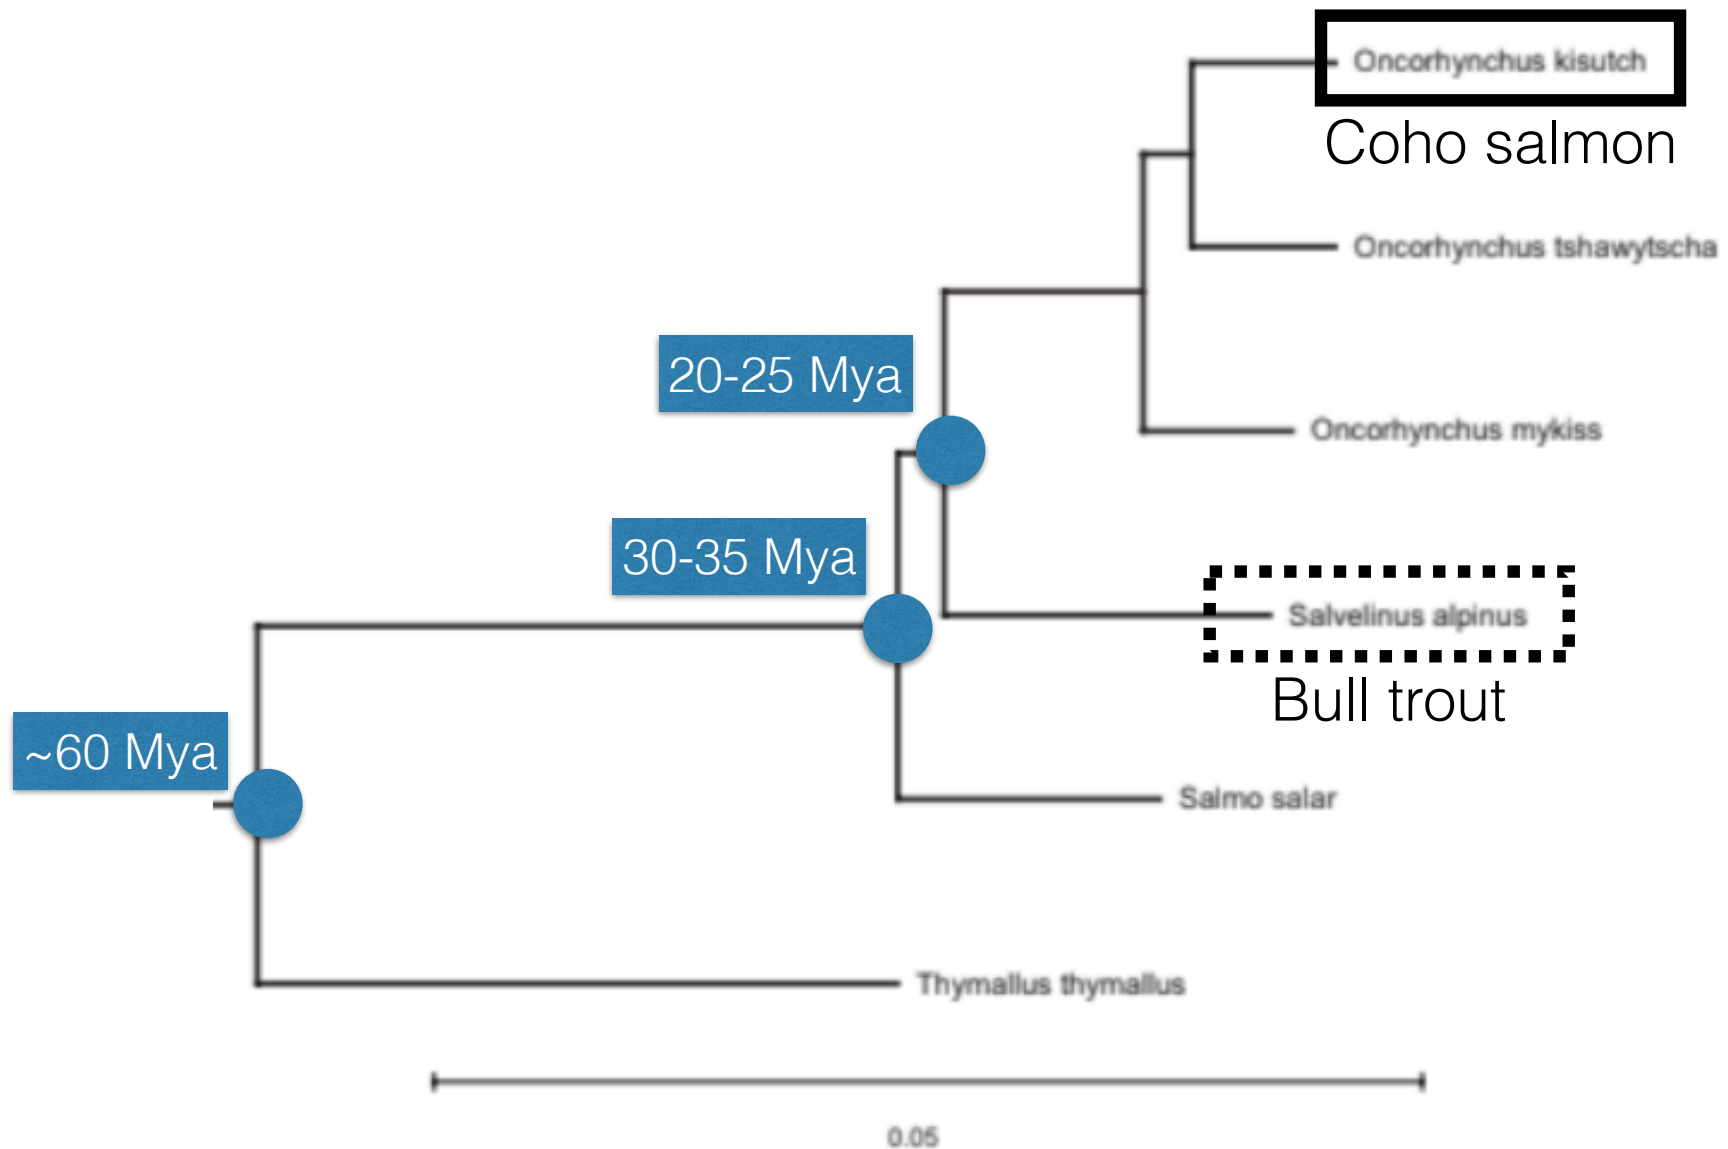 Oncorhynchus kisutch
Coho salmon
Oncorhynchus tshawytscha
20-25 Mya
Oncorhynchus mykiss
30-35 Mya
Salvelinus alpinus
Bull trout
~60 Mya
Salmo salar
Thymallus thymallus
0.05